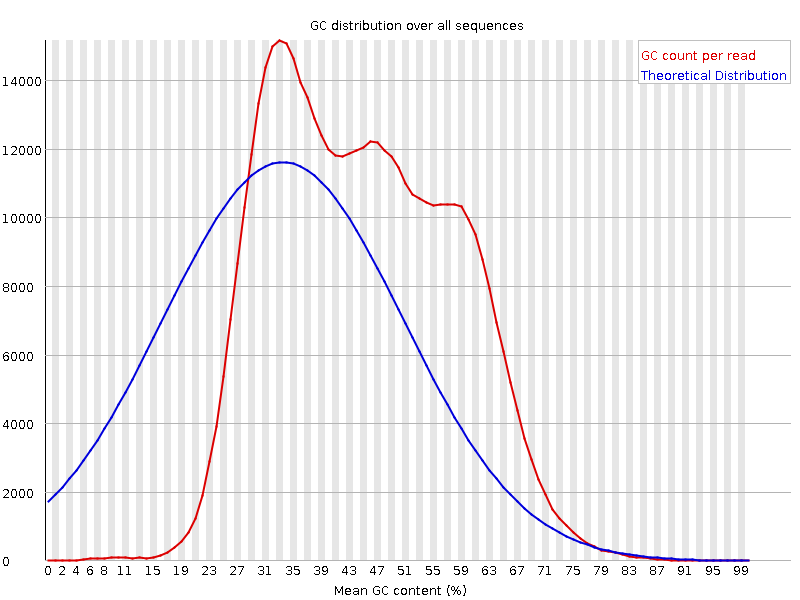 GC distribution over all sequences
GC count per read
Theoretical Distribution
14000
12000
10000
8000
6000
4000
2000
0
0 2 4 6 8 11 15 19 23 27 31 35 39 43 47 51 55 59 63 67 71 75 79 83 87 91 95 99
Mean GC content (%)